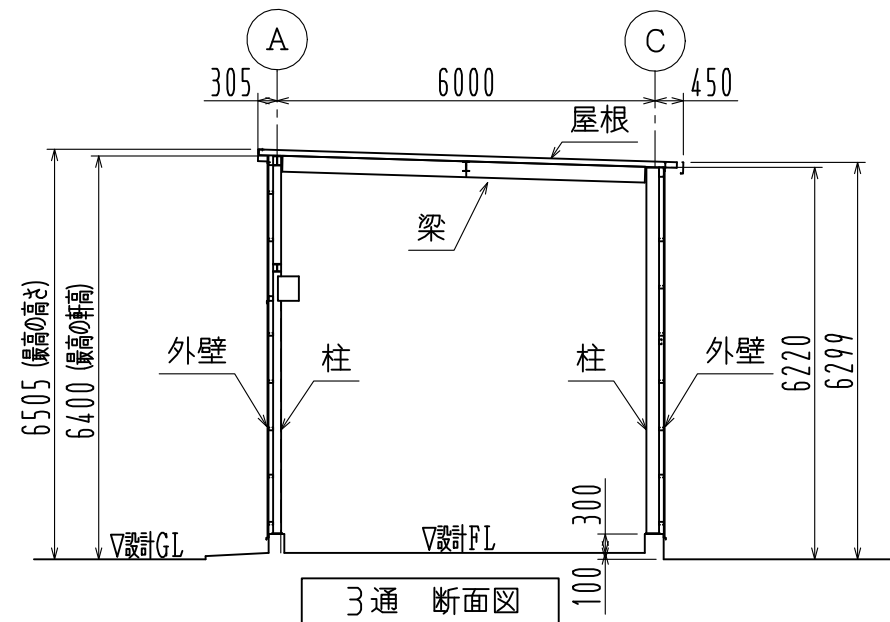 A
C
305
6000
450
屋根
梁
6505 (最高の高さ)
6400 (最高の軒高)
外壁
柱
柱
外壁
6220
6299
▽設計GL
▽設計FL
300
100
3通 断面図